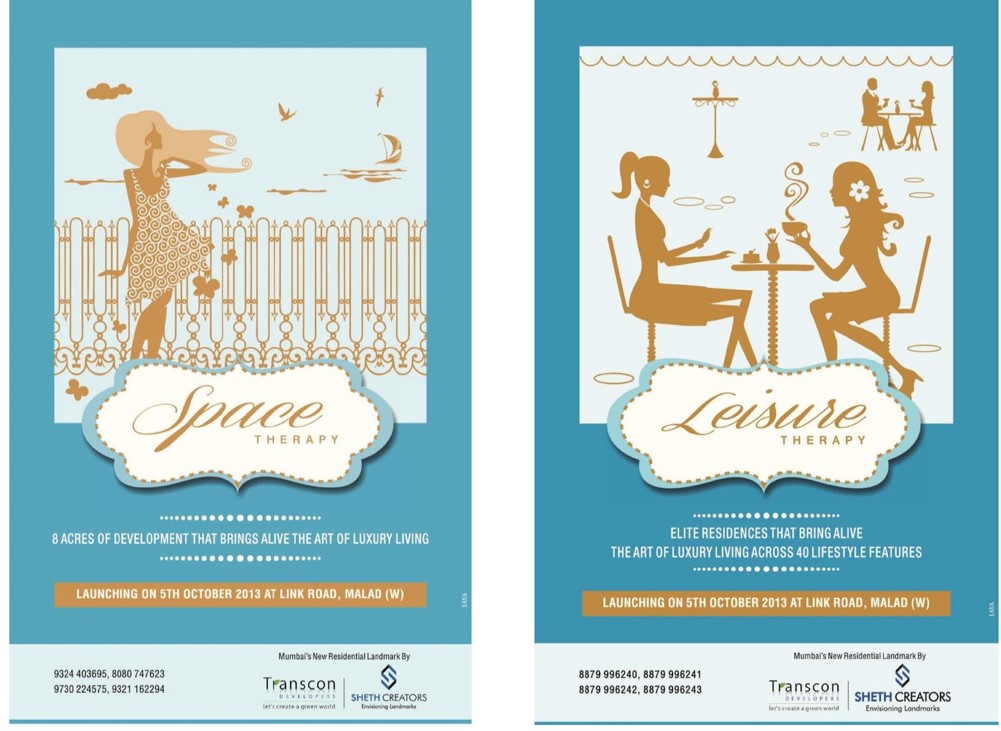 Space
THERAPY
8 ACRES OF DEVELOPMENT THAT BRINGS ALIVE THE ART OF LUXURY LIVING
LAUNCHING ON 5TH OCTOBER 2013 AT LINK ROAD, MALAD (W)
JAYA
9324 403695, 8080 747623
9730 224575, 9321 162294
Mumbai's New Residential Landmark By
Transcon
DEVELOPERS
let's create a green world
SHETH CREATORS
Envisioning Landmarks
Leisure
THERAPY
ELITE RESIDENCES THAT BRING ALIVE
THE ART OF LUXURY LIVING ACROSS 40 LIFESTYLE FEATURES
LAUNCHING ON 5TH OCTOBER 2013 AT LINK ROAD, MALAD (W)
JAYA
8879 996240, 8879 996241
8879 996242, 8879 996243
Mumbai's New Residential Landmark By
Transcon
DEVELOPERS
let's create a green world
SHETH CREATORS
Envisioning Landmarks